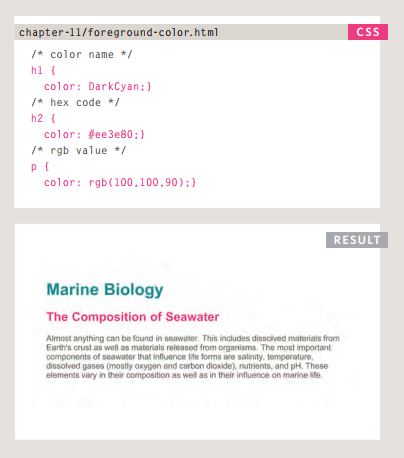 chapter-11/foreground-color.html
CSS
/* color name */
h1 {
color: DarkCyan;}
/* hex code */
h2 {
color: #ee3e80;}
/* rgb value */
p {
color: rgb(100,100,90);}
RESULT
Marine Biology
The Composition of Seawater
Almost anything can be found in seawater. This includes dissolved materials from
Earth's crust as well as materials released from organisms. The most important
components of seawater that influence life forms are salinity, temperature,
dissolved gases (mostly oxygen and carbon dioxide), nutrients, and pH. These
elements vary in their composition as well as in their influence on marine life.